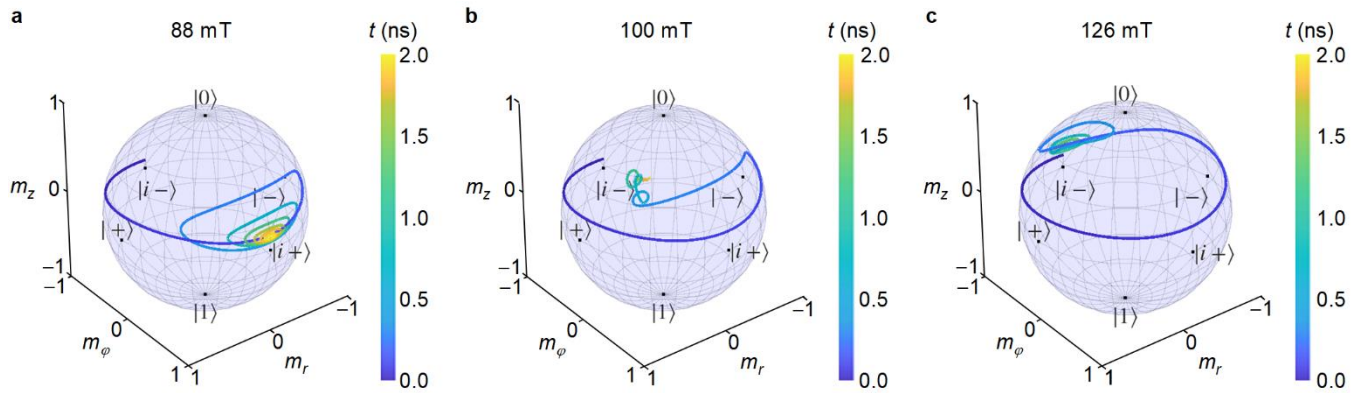 a
88 mT
t (ns)
2.0
1.5
1.0
0.5
0.0
1
m_z
0
−1
−1
m_φ
0
1
1
m_r
0
−1
|0⟩
|i −⟩
|−⟩
|+⟩
|i+⟩
|1⟩
b
100 mT
t (ns)
2.0
1.5
1.0
0.5
0.0
1
m_z
0
−1
−1
m_φ
0
1
1
m_r
0
−1
|0⟩
|i −⟩
|−⟩
|+⟩
|i+⟩
|1⟩
c
126 mT
t (ns)
2.0
1.5
1.0
0.5
0.0
1
m_z
0
−1
−1
m_φ
0
1
1
m_r
0
−1
|0⟩
|i −⟩
|−⟩
|+⟩
|i+⟩
|1⟩